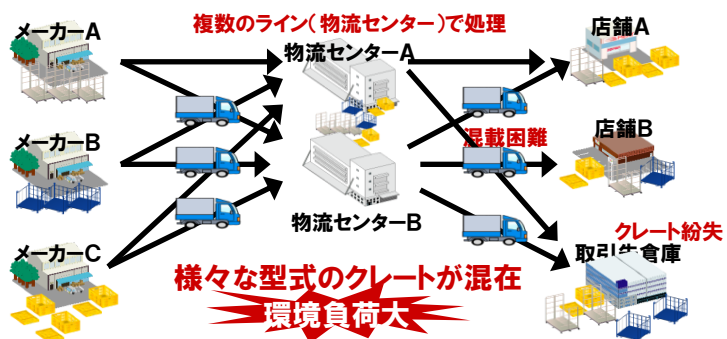 複数のライン(物流センター)で処理
メーカーA
物流センターA
店舗A
メーカーB
混載困難
店舗B
物流センターB
クレート紛失
メーカーC
取引先倉庫
様々な型式のクレートが混在
環境負荷大